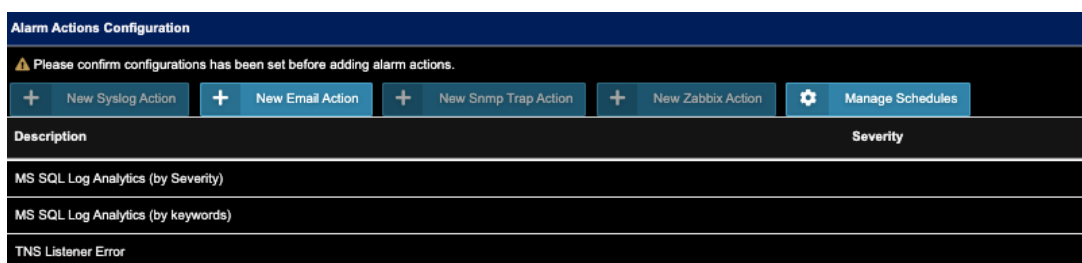 Alarm Actions Configuration
Please confirm configurations has been set before adding alarm actions.
New Syslog Action New Email Action New Snmp Trap Action New Zabbix Action Manage Schedules
Description Severity
MS SQL Log Analytics (by Severity)
MS SQL Log Analytics (by keywords)
TNS Listener Error